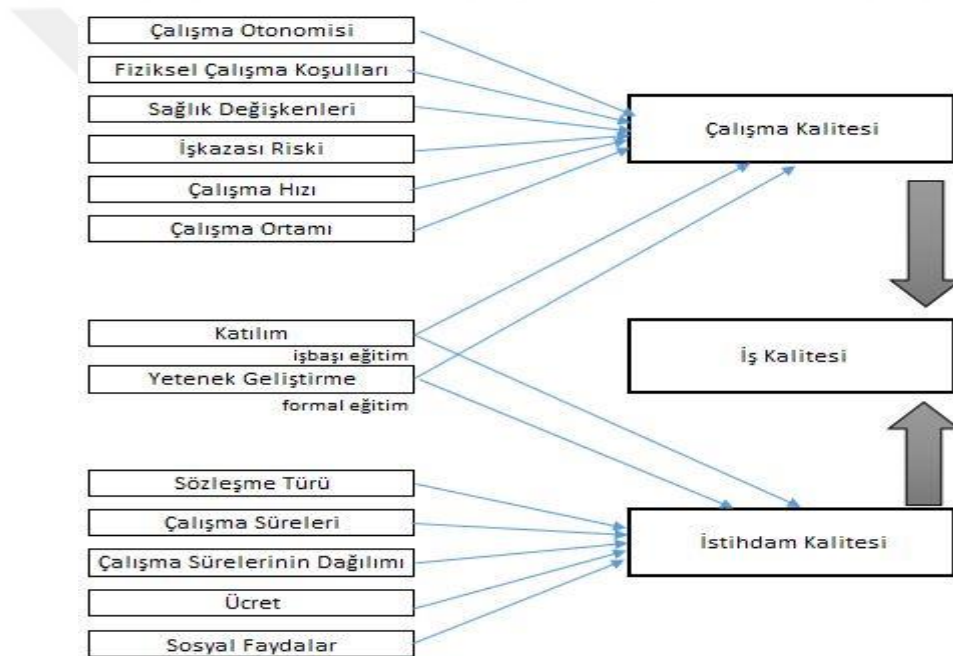 Çalışma Otonomisi
Fiziksel Çalışma Koşulları
Sağlık Değişkenleri
İşkazası Riski
Çalışma Hızı
Çalışma Ortamı
Çalışma Kalitesi
Katılım
işbaşı eğitim
Yetenek Geliştirme
formal eğitim
İş Kalitesi
Sözleşme Türü
Çalışma Süreleri
Çalışma Sürelerinin Dağılımı
Ücret
Sosyal Faydalar
İstihdam Kalitesi